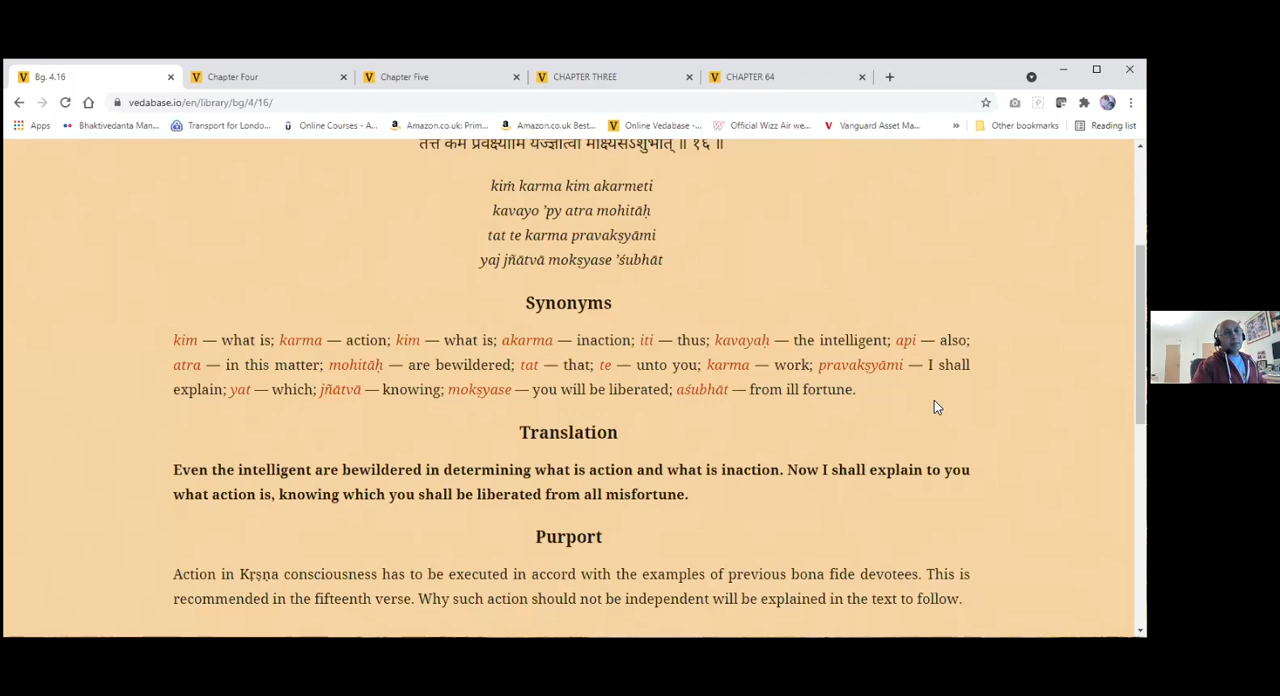 Bg. 4.16
Chapter Four
Chapter Five
CHAPTER THREE
CHAPTER 64
vedabase.io/en/library/bg/4/16/
Apps
Bhaktivedanta Man...
Transport for Londo...
Online Courses - A...
Amazon.co.uk: Prim...
Amazon.co.uk Best...
Online Vedabase -...
Official Wizz Air we...
Vanguard Asset Ma...
»
Other bookmarks
Reading list
तत्ते कर्म प्रवक्ष्यामि यज्ज्ञात्वा मोक्ष्यसेऽशुभात् ॥ १६ ॥
kiṁ karma kim akarmeti
kavayo ’py atra mohitāḥ
tat te karma pravakṣyāmi
yaj jñātvā mokṣyase ’śubhāt
Synonyms
kim — what is; karma — action; kim — what is; akarma — inaction; iti — thus; kavayaḥ — the intelligent; api — also;
atra — in this matter; mohitāḥ — are bewildered; tat — that; te — unto you; karma — work; pravakṣyāmi — I shall
explain; yat — which; jñātvā — knowing; mokṣyase — you will be liberated; aśubhāt — from ill fortune.
Translation
Even the intelligent are bewildered in determining what is action and what is inaction. Now I shall explain to you
what action is, knowing which you shall be liberated from all misfortune.
Purport
Action in Kṛṣṇa consciousness has to be executed in accord with the examples of previous bona fide devotees. This is
recommended in the fifteenth verse. Why such action should not be independent will be explained in the text to follow.